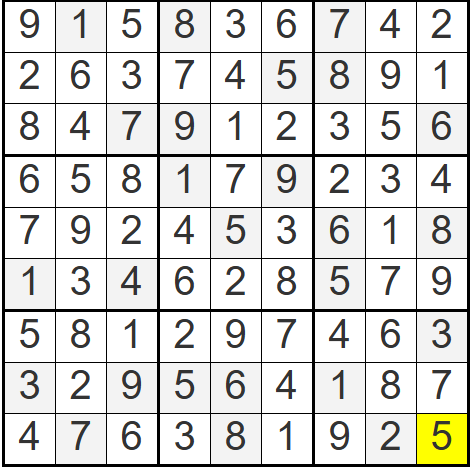 9 1 5 8 3 6 7 4 2
2 6 3 7 4 5 8 9 1
8 4 7 9 1 2 3 5 6
6 5 8 1 7 9 2 3 4
7 9 2 4 5 3 6 1 8
1 3 4 6 2 8 5 7 9
5 8 1 2 9 7 4 6 3
3 2 9 5 6 4 1 8 7
4 7 6 3 8 1 9 2 5